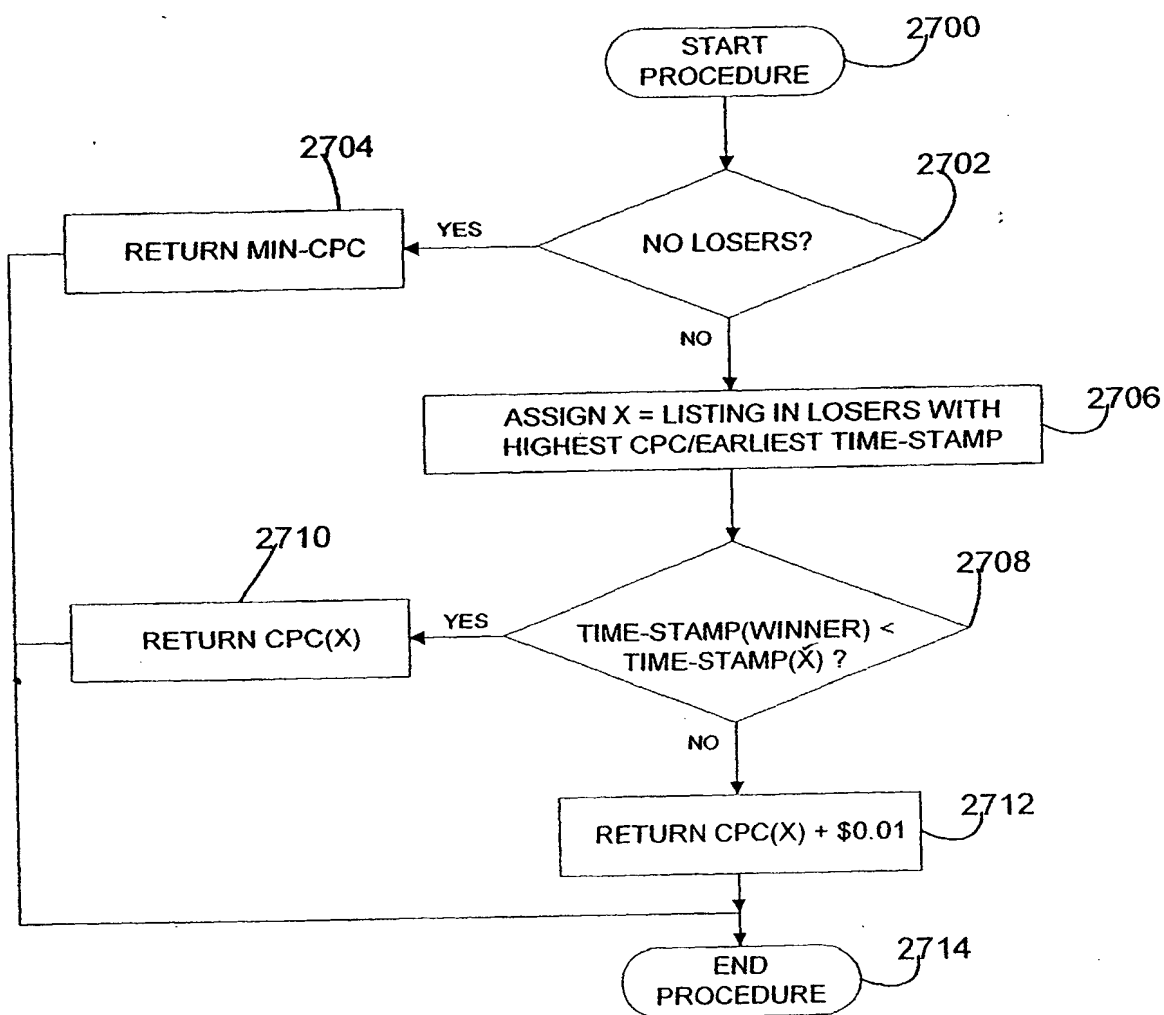 START
PROCEDURE
2700
2704
2702
RETURN MIN-CPC
YES
NO LOSERS?
NO
2706
ASSIGN X = LISTING IN LOSERS WITH
HIGHEST CPC/EARLIEST TIME-STAMP
2710
2708
RETURN CPC(X)
YES
TIME-STAMP(WINNER) <
TIME-STAMP(X) ?
NO
2712
RETURN CPC(X) + $0.01
2714
END
PROCEDURE